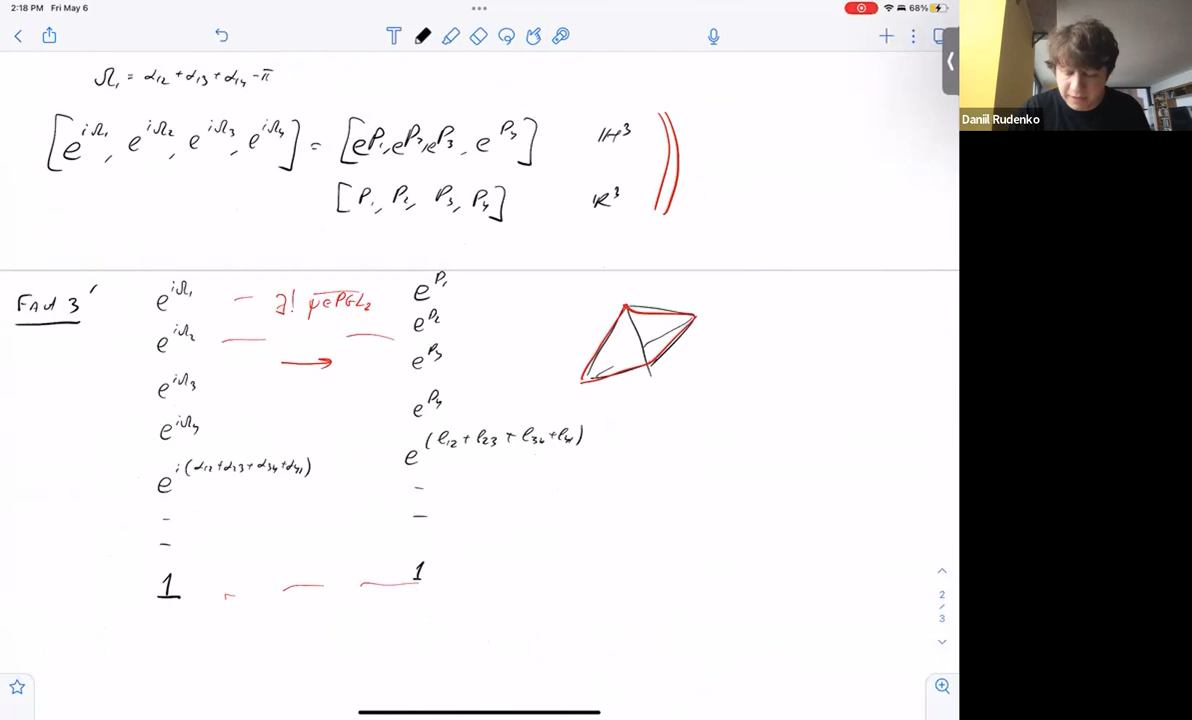 2:18 PM Fri May 6
68%
Ω₁ = α₁₂ + α₁₃ + α₁₄ - π
[e^{iΩ₁}, e^{iΩ₂}, e^{iΩ₃}, e^{iΩ₄}] = [e^{P₁}, e^{P₂}, e^{P₃}, e^{P₄}] H³
[P₁, P₂, P₃, P₄] R³
Daniil Rudenko
Fact 3'
e^{iΩ₁} — ∃! φ ∈ PGL₂ e^{P₁}
e^{iΩ₂} — — e^{P₂}
e^{iΩ₃} → e^{P₃}
e^{iΩ₄} e^{P₄}
e^{i(α₁₂+α₂₃+α₃₄+α₄₁)} e^{(l₁₂+l₂₃+l₃₄+l₄₁)}
- -
- -
1 — — — 1
2
/
3